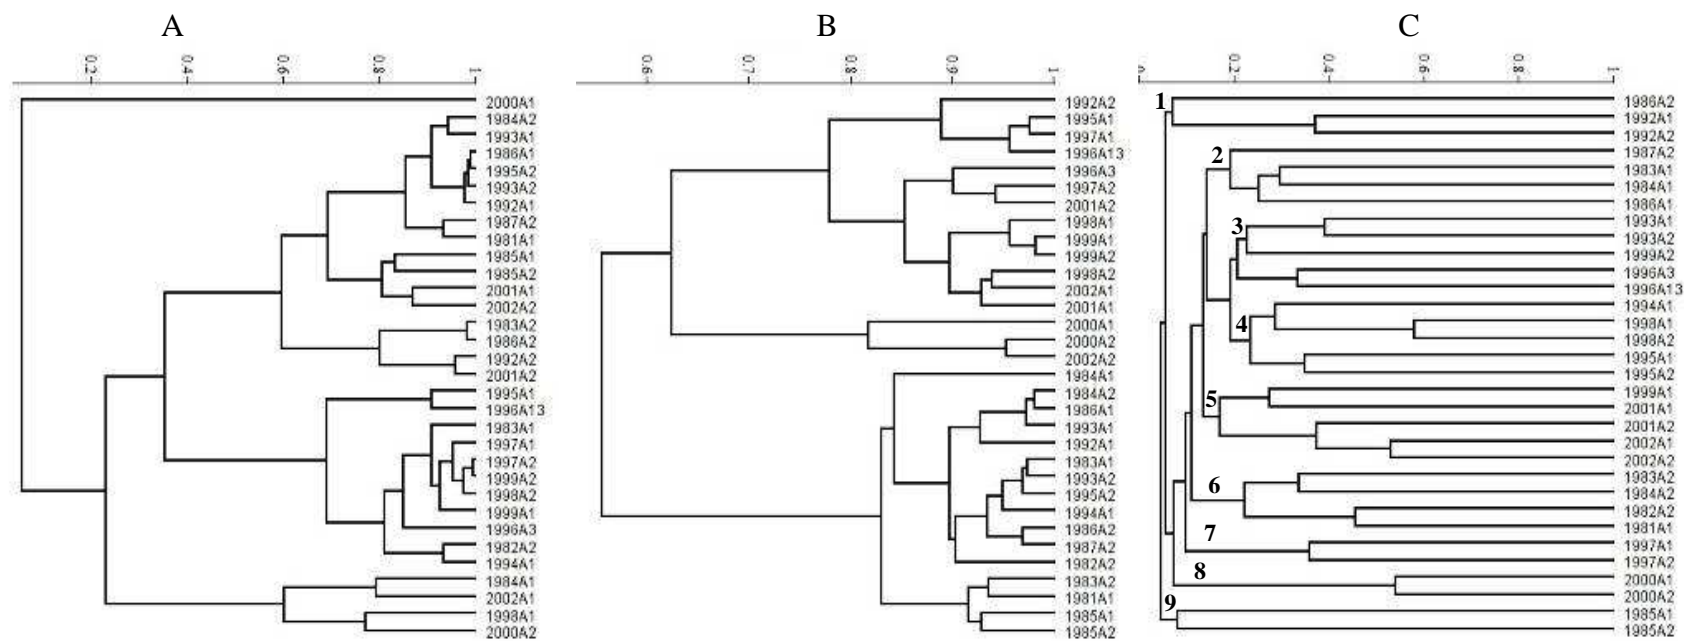 A B C
0.2 0.4 0.6 0.8 1
0.6 0.7 0.8 0.9 1
0 0.2 0.4 0.6 0.8 1
2000A1
1984A2
1993A1
1986A1
1995A2
1993A2
1992A1
1987A2
1981A1
1985A1
1985A2
2001A1
2002A2
1983A2
1986A2
1992A2
2001A2
1995A1
1996A13
1983A1
1997A1
1997A2
1999A2
1998A2
1999A1
1996A3
1982A2
1994A1
1984A1
2002A1
1998A1
2000A2
1992A2
1995A1
1997A1
1996A13
1996A3
1997A2
2001A2
1998A1
1999A1
1999A2
1998A2
2002A1
2001A1
2000A1
2000A2
2002A2
1984A1
1984A2
1986A1
1993A1
1992A1
1983A1
1993A2
1995A2
1994A1
1986A2
1987A2
1982A2
1983A2
1981A1
1985A1
1985A2
1
2
3
4
5
6
7
8
9
1986A2
1992A1
1992A2
1987A2
1983A1
1984A1
1986A1
1993A1
1993A2
1999A2
1996A3
1996A13
1994A1
1998A1
1998A2
1995A1
1995A2
1999A1
2001A1
2001A2
2002A1
2002A2
1983A2
1984A2
1982A2
1981A1
1997A1
1997A2
2000A1
2000A2
1985A1
1985A2